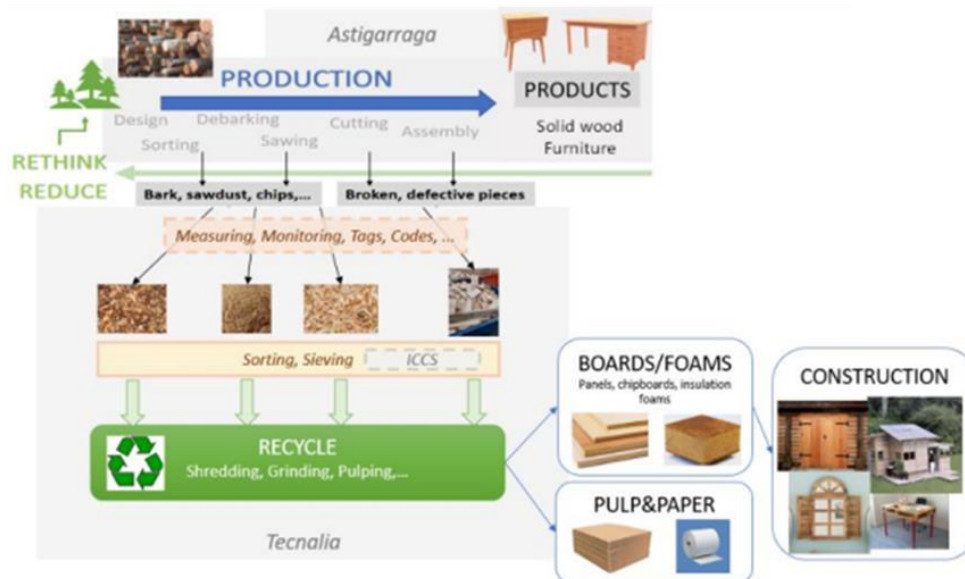 Astigarraga
PRODUCTION
PRODUCTS
Solid wood
Furniture
Design
Debarking
Cutting
Assembly
Sorting
Sawing
RETHINK
REDUCE
Bark, sawdust, chips,...
Broken, defective pieces
Measuring, Monitoring, Tags, Codes, ...
Sorting, Sieving
ICCS
RECYCLE
Shredding, Grinding, Pulping,...
Tecnalia
BOARDS/FOAMS
Panels, chipboards, insulation
foams
PULP&PAPER
CONSTRUCTION